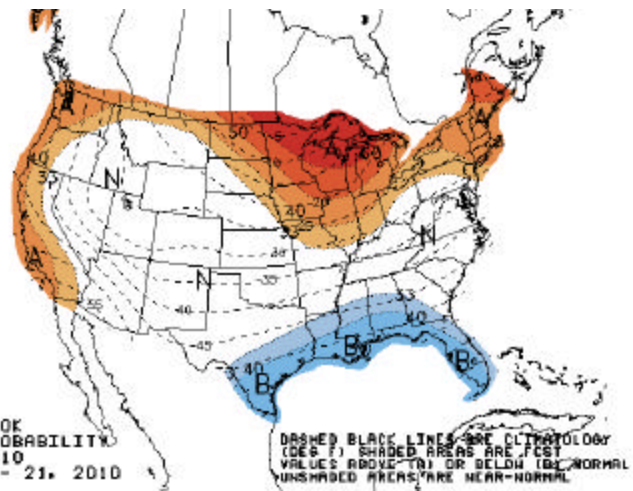 50
A
60
40
35
N
40
A
N
N
35
35
40
45
35
40
40
B
B
B
OK
OBABILITY
10
- 21, 2010
DASHED BLACK LINES ARE CLIMATOLOGY
(DEG F) SHADED AREAS ARE FCST
VALUES ABOVE (A) OR BELOW (B) NORMAL
UNSHADED AREAS ARE NEAR-NORMAL